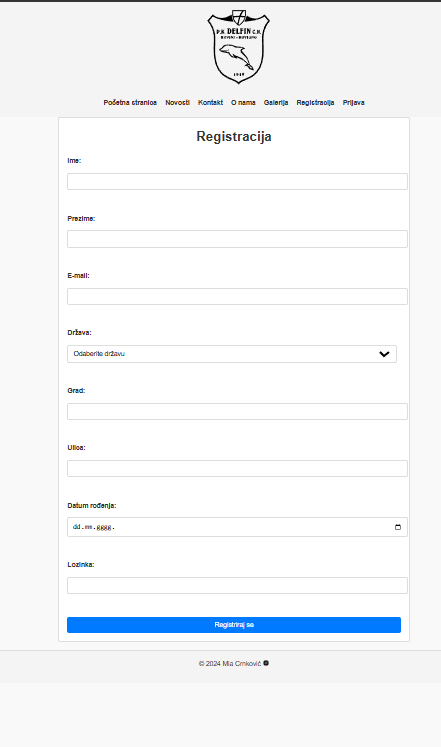 P.K DELFIN C.N
ROVINJ - ROVIGNO
1949
Početna stranica Novosti Kontakt O nama Galerija Registracija Prijava
Registracija
Ime:
Prezime:
E-mail:
Država:
Odaberite državu
Grad:
Ulica:
Datum rođenja:
dd.mm.gggg.
Lozinka:
Registriraj se
© 2024 Mia Crnković